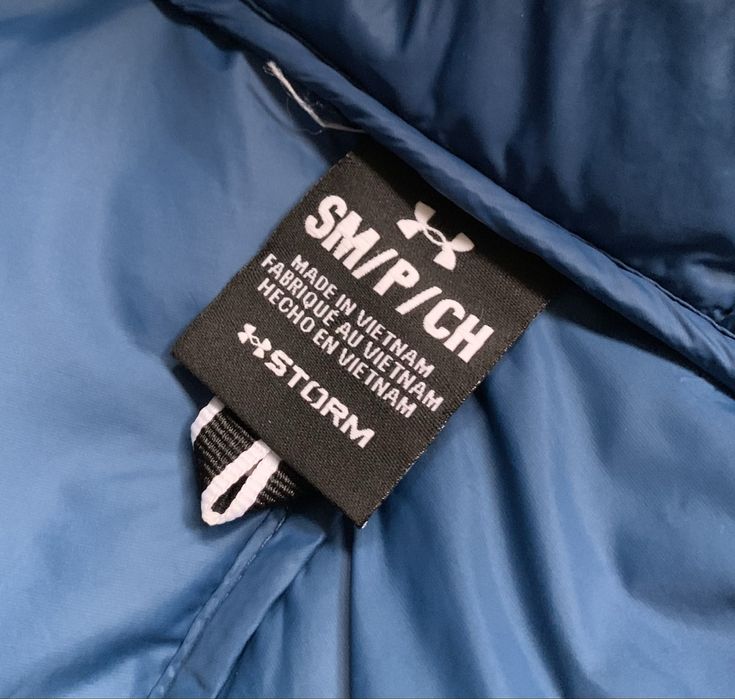 SM/P/CH
MADE IN VIETNAM
FABRIQUÉ AU VIETNAM
HECHO EN VIETNAM
STORM